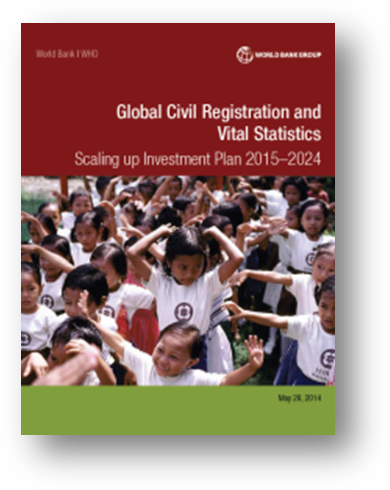 World Bank I WHO
WORLD BANK GROUP
Global Civil Registration and
Vital Statistics
Scaling up Investment Plan 2015–2024
May 28, 2014